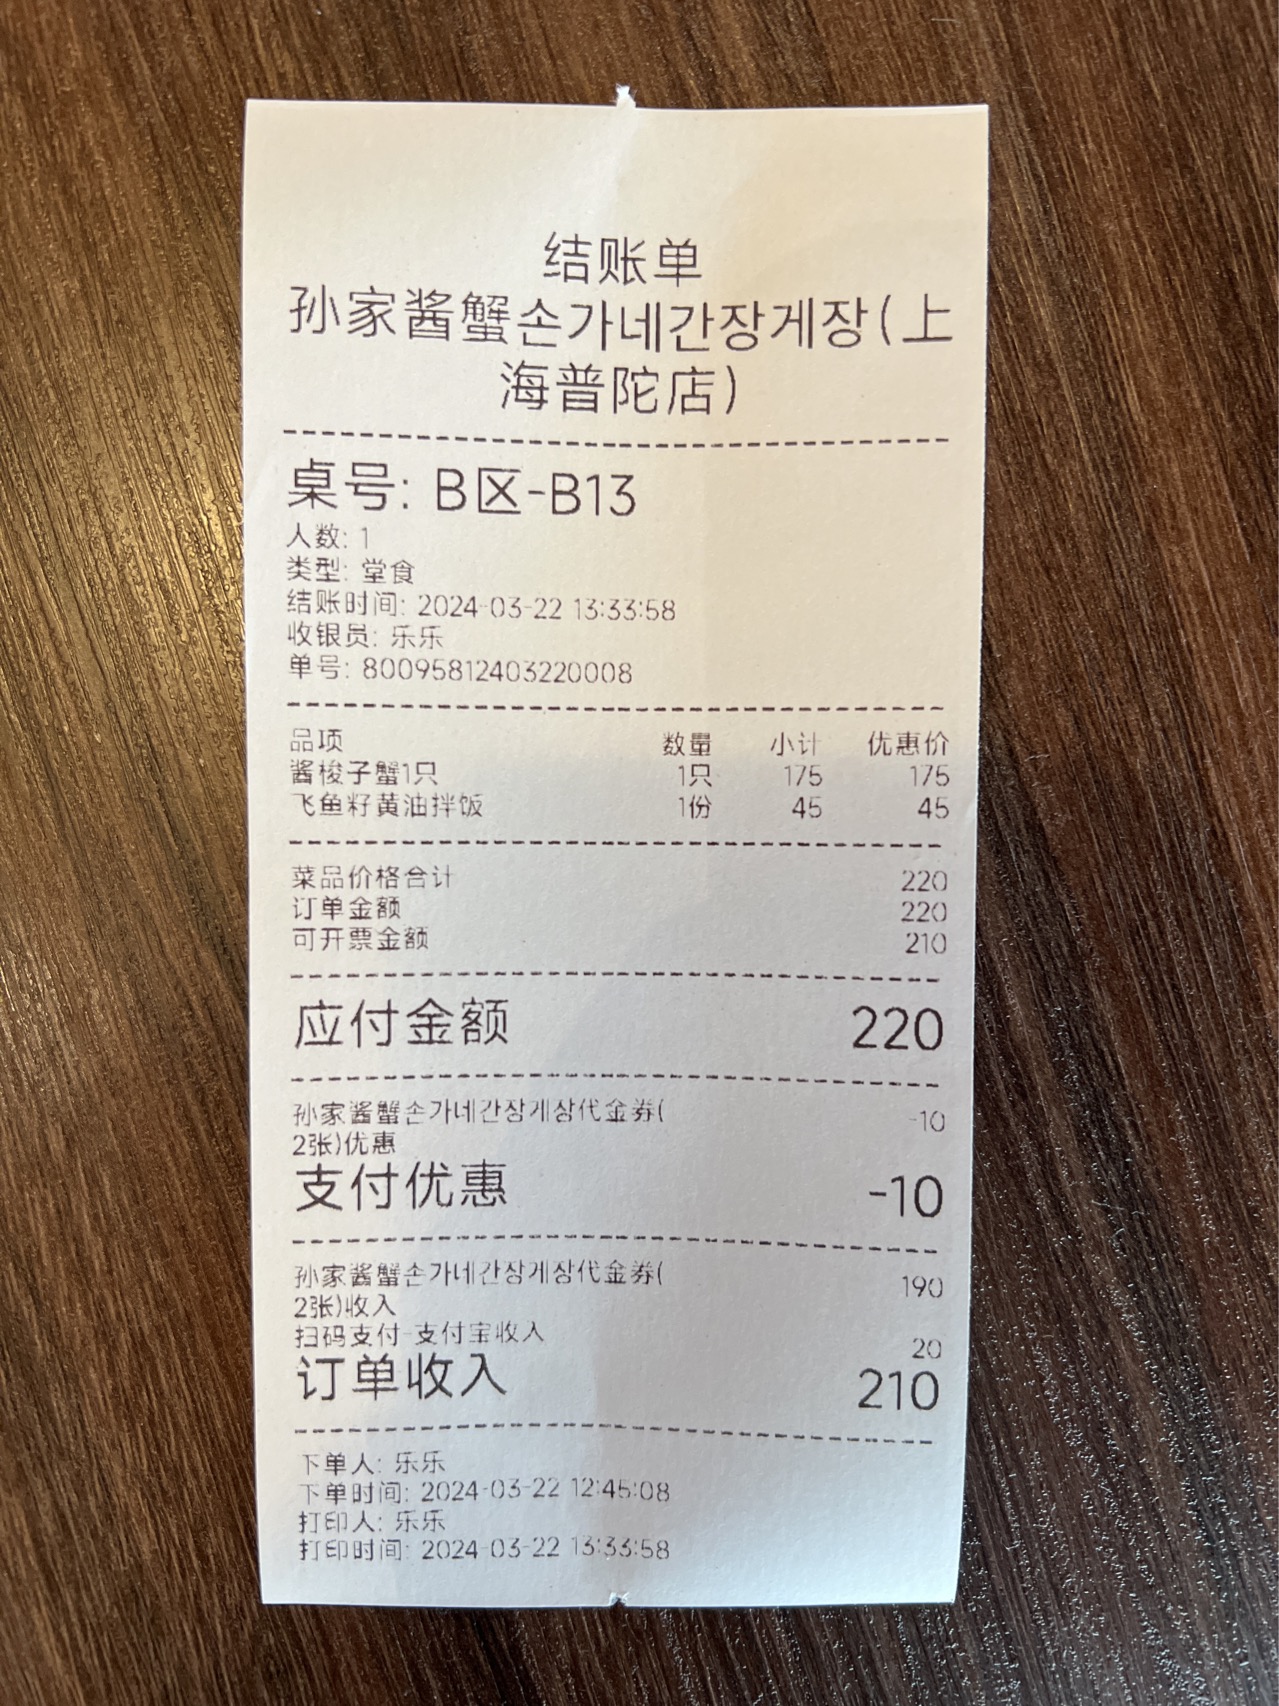 结账单
孙家酱蟹손가네간장게장(上
海普陀店)
桌号: B区-B13
人数: 1
类型: 堂食
结账时间: 2024-03-22 13:33:58
收银员: 乐乐
单号: 80095812403220008
品项 数量 小计 优惠价
酱梭子蟹1只 1只 175 175
飞鱼籽黄油拌饭 1份 45 45
菜品价格合计 220
订单金额 220
可开票金额 210
应付金额 220
孙家酱蟹손가네간장게장代金券( -10
2张)优惠
支付优惠 -10
孙家酱蟹손가네간장게장代金券( 190
2张)收入
扫码支付-支付宝收入 20
订单收入 210
下单人: 乐乐
下单时间: 2024-03-22 12:45:08
打印人: 乐乐
打印时间: 2024-03-22 13:33:58